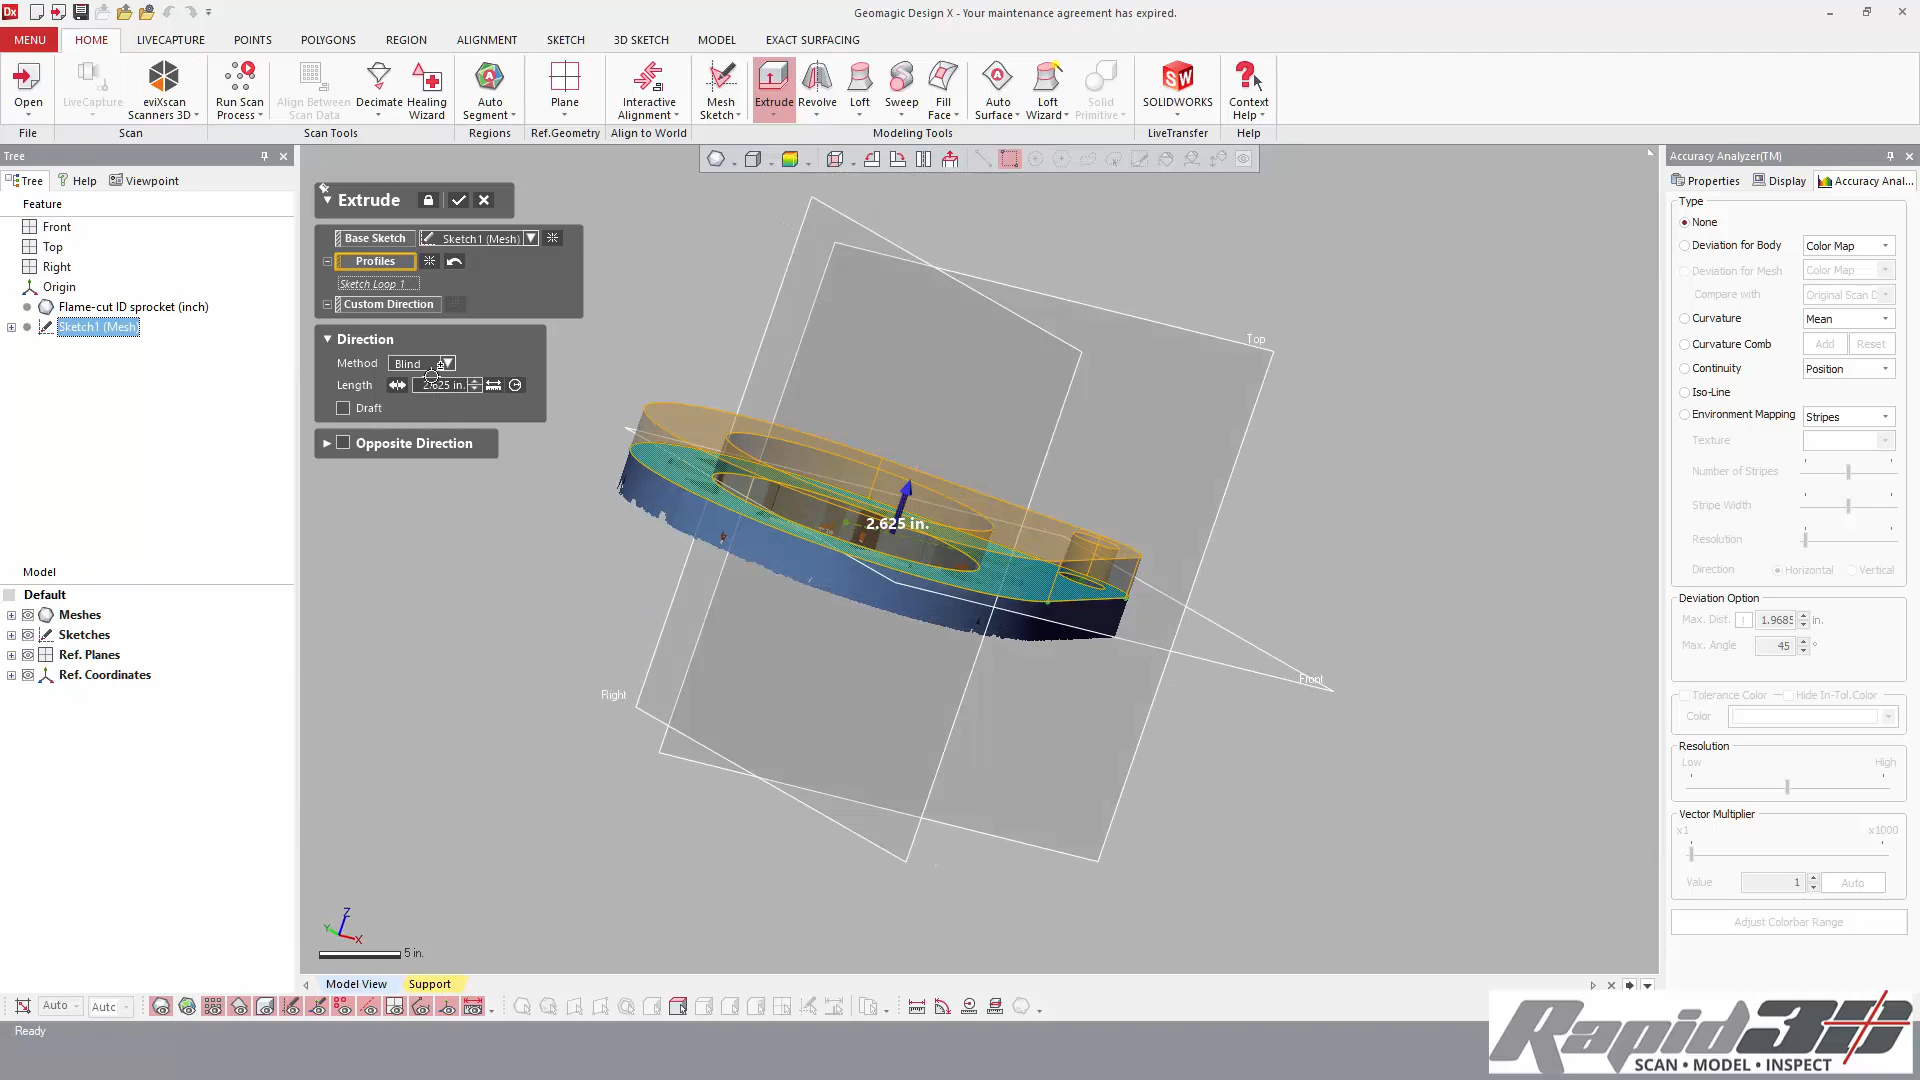 Dx
Geomagic Design X - Your maintenance agreement has expired.
MENU HOME LIVECAPTURE POINTS POLYGONS REGION ALIGNMENT SKETCH 3D SKETCH MODEL EXACT SURFACING
Open LiveCapture eviXscan Scanners 3D Run Scan Process Align Between Scan Data Decimate Healing Wizard Auto Segment Plane Interactive Alignment Mesh Sketch Extrude Revolve Loft Sweep Fill Face Auto Surface Loft Wizard Solid Primitive SOLIDWORKS Context Help
File Scan Scan Tools Regions Ref.Geometry Align to World Modeling Tools LiveTransfer Help
Tree
Tree Help Viewpoint
Feature
Front
Top
Right
Origin
Flame-cut ID sprocket (inch)
Sketch1 (Mesh)
Model
Default
Meshes
Sketches
Ref. Planes
Ref. Coordinates
Extrude
Base Sketch Sketch1 (Mesh)
Profiles
Sketch Loop 1
Custom Direction
Direction
Method Blind
Length 2.625 in.
Draft
Opposite Direction
Top
2.625 in.
Front
Right
Z
Y
X
5 in.
Model View Support
Accuracy Analyzer(TM)
Properties Display Accuracy Anal...
Type
None
Deviation for Body Color Map
Deviation for Mesh Color Map
Compare with Original Scan D
Curvature Mean
Curvature Comb Add Reset
Continuity Position
Iso-Line
Environment Mapping Stripes
Texture
Number of Stripes
Stripe Width
Resolution
Direction Horizontal Vertical
Deviation Option
Max. Dist. ! 1.9685 in.
Max. Angle 45 °
Tolerance Color Hide In-Tol.Color
Color
Resolution
Low High
Vector Multiplier
x1 x1000
Value 1 Auto
Adjust Colorbar Range
Auto Autc
Ready
Rapid3D
SCAN • MODEL • INSPECT